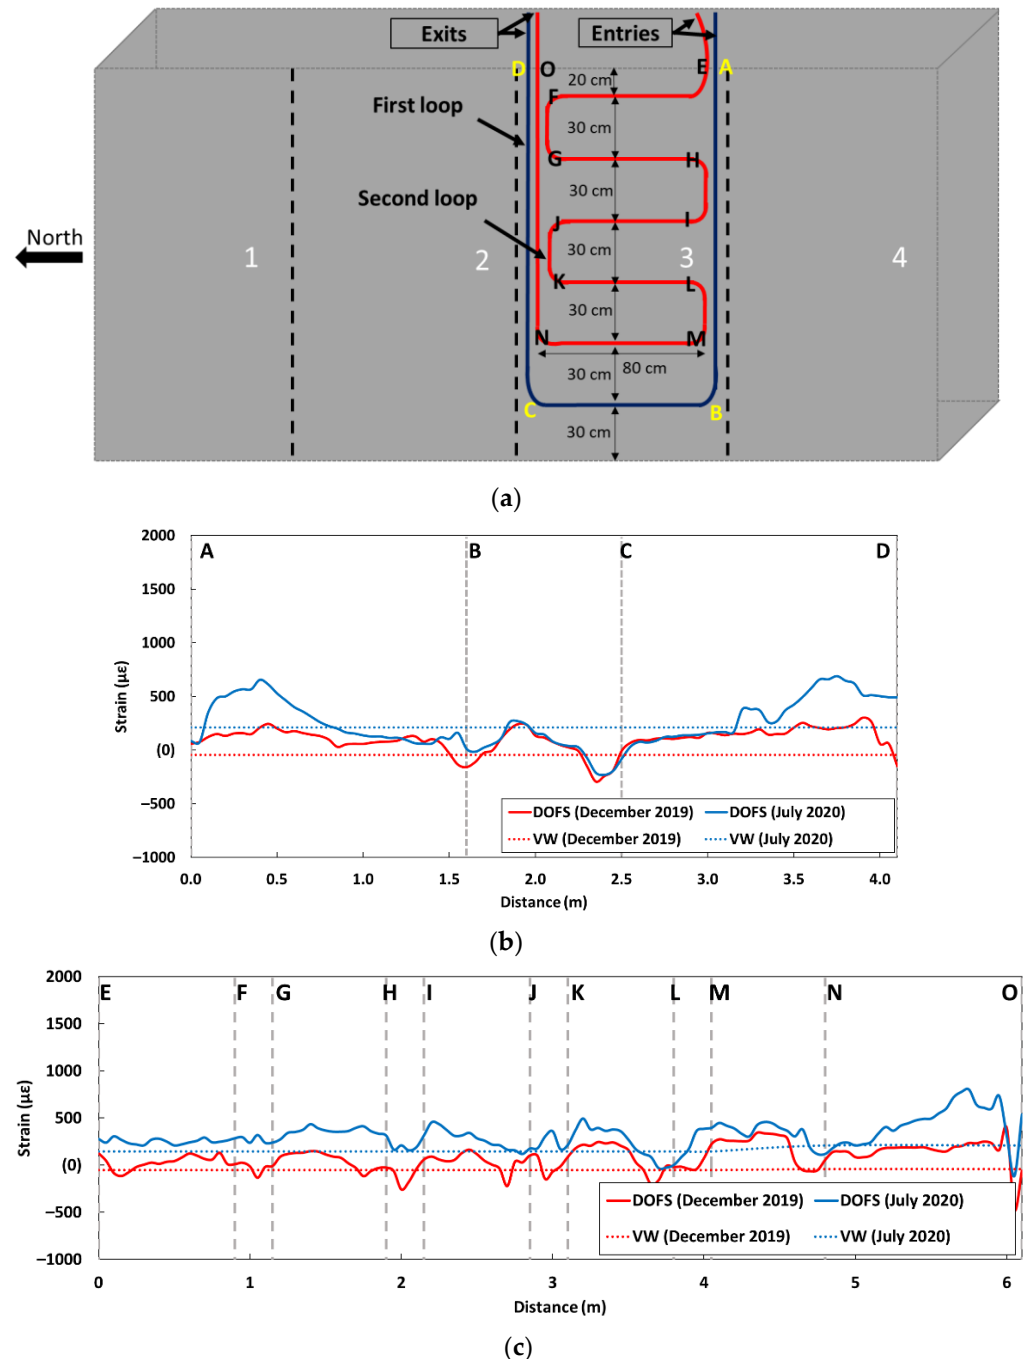 Exits
Entries
D
O
E
A
20 cm
F
First loop
30 cm
G
H
30 cm
Second loop
J
I
North
1
2
30 cm
3
4
K
L
30 cm
N
M
30 cm
80 cm
C
B
30 cm
(a)
2000
A
B
C
D
1500
1000
500
(0)
−500
−1000
Strain (µε)
DOFS (December 2019)
DOFS (July 2020)
VW (December 2019)
VW (July 2020)
0.0 0.5 1.0 1.5 2.0 2.5 3.0 3.5 4.0
Distance (m)
(b)
2000
E F G H I J K L M N O
1500
1000
500
(0)
−500
−1000
Strain (µε)
DOFS (December 2019)
DOFS (July 2020)
VW (December 2019)
VW (July 2020)
0 1 2 3 4 5 6
Distance (m)
(c)